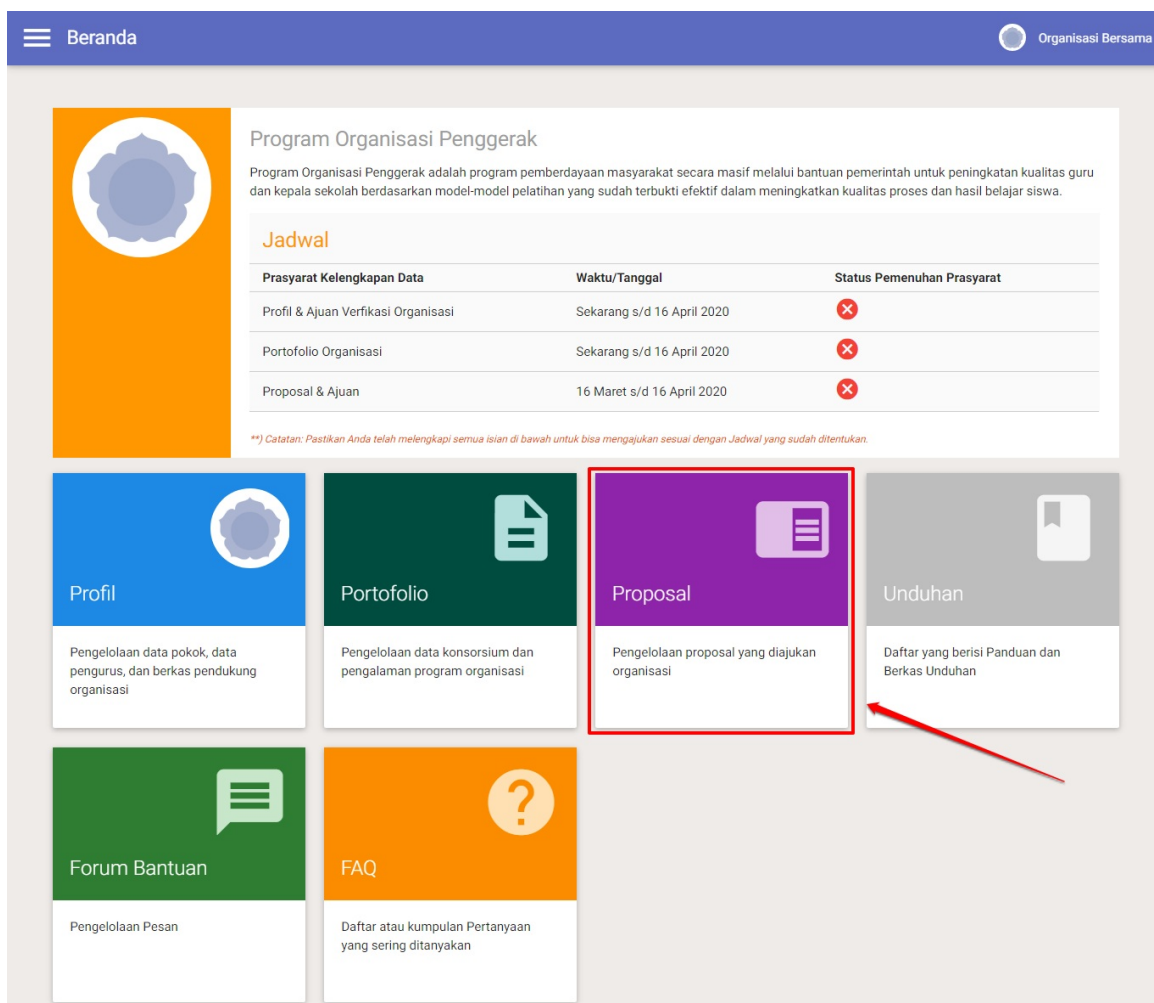 Beranda
Organisasi Bersama
Program Organisasi Penggerak
Program Organisasi Penggerak adalah program pemberdayaan masyarakat secara masif melalui bantuan pemerintah untuk peningkatan kualitas guru
dan kepala sekolah berdasarkan model-model pelatihan yang sudah terbukti efektif dalam meningkatkan kualitas proses dan hasil belajar siswa.
Jadwal
Prasyarat Kelengkapan Data Waktu/Tanggal Status Pemenuhan Prasyarat
Profil & Ajuan Verfikasi Organisasi Sekarang s/d 16 April 2020
Portofolio Organisasi Sekarang s/d 16 April 2020
Proposal & Ajuan 16 Maret s/d 16 April 2020
**) Catatan: Pastikan Anda telah melengkapi semua isian di bawah untuk bisa mengajukan sesuai dengan Jadwal yang sudah ditentukan.
Profil
Pengelolaan data pokok, data
pengurus, dan berkas pendukung
organisasi
Portofolio
Pengelolaan data konsorsium dan
pengalaman program organisasi
Proposal
Pengelolaan proposal yang diajukan
organisasi
Unduhan
Daftar yang berisi Panduan dan
Berkas Unduhan
Forum Bantuan
Pengelolaan Pesan
FAQ
Daftar atau kumpulan Pertanyaan
yang sering ditanyakan